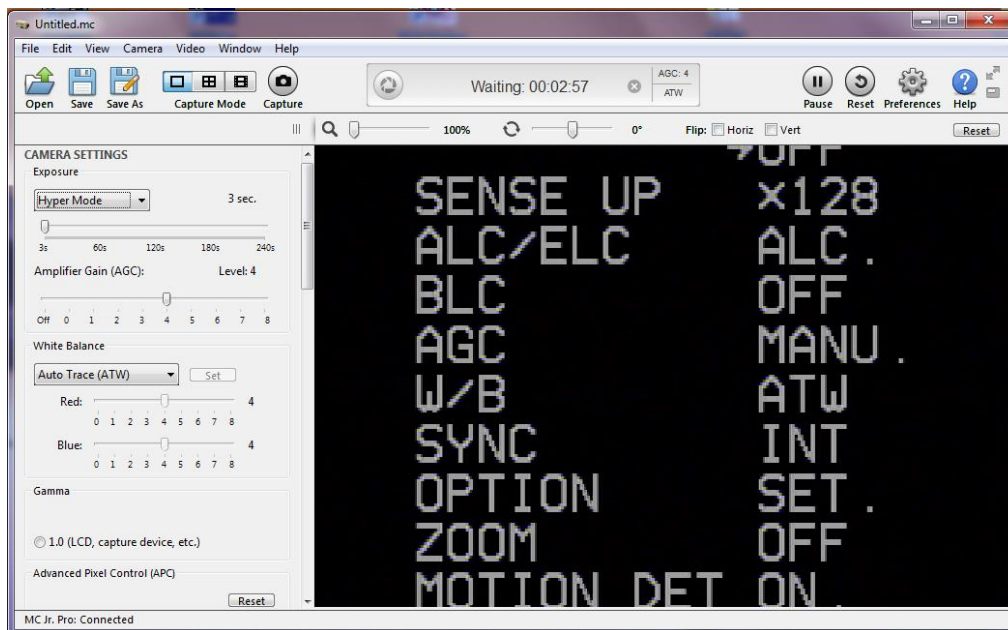 Untitled.mc
File Edit View Camera Video Window Help
Open Save Save As Capture Mode Capture
Waiting: 00:02:57
AGC: 4
ATW
Pause Reset Preferences Help
100% 0° Flip: Horiz Vert Reset
CAMERA SETTINGS
Exposure
Hyper Mode 3 sec.
3s 60s 120s 180s 240s
Amplifier Gain (AGC): Level: 4
Off 0 1 2 3 4 5 6 7 8
White Balance
Auto Trace (ATW) Set
Red: 4
0 1 2 3 4 5 6 7 8
Blue: 4
0 1 2 3 4 5 6 7 8
Gamma
1.0 (LCD, capture device, etc.)
Advanced Pixel Control (APC)
Reset
→OFF
SENSE UP ×128
ALC/ELC ALC.
BLC OFF
AGC MANU.
W/B ATW
SYNC INT
OPTION SET.
ZOOM OFF
MOTION DET ON.
MC Jr. Pro: Connected